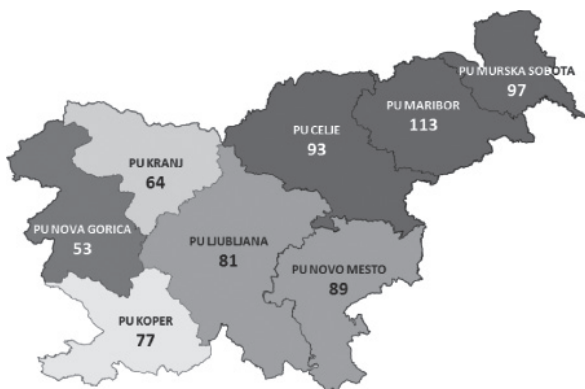 PU MURSKA SOBOTA
97
PU MARIBOR
113
PU CELJE
93
PU KRANJ
64
PU NOVA GORICA
53
PU LJUBLJANA
81
PU NOVO MESTO
89
PU KOPER
77